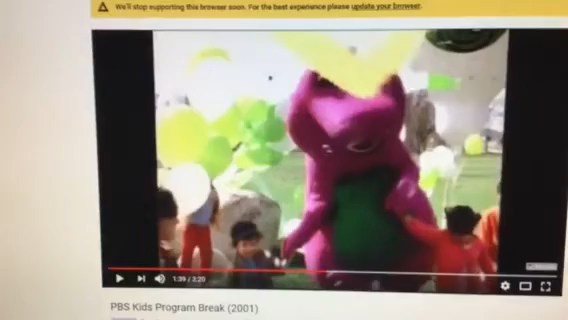 We'll stop supporting this browser soon. For the best experience please update your browser.
1:39 / 3:20
PBS Kids Program Break (2001)